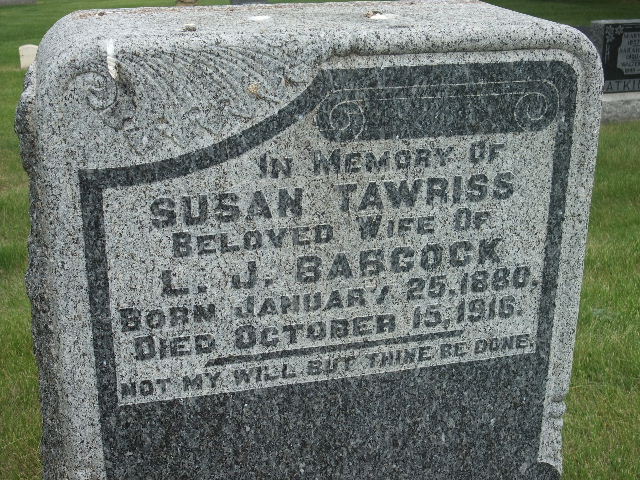 IN MEMORY OF
SUSAN TAWRISS
BELOVED WIFE OF
L. J. BABCOCK
BORN JANUARY 25, 1880.
DIED OCTOBER 15, 1916.
NOT MY WILL BUT THINE BE DONE.